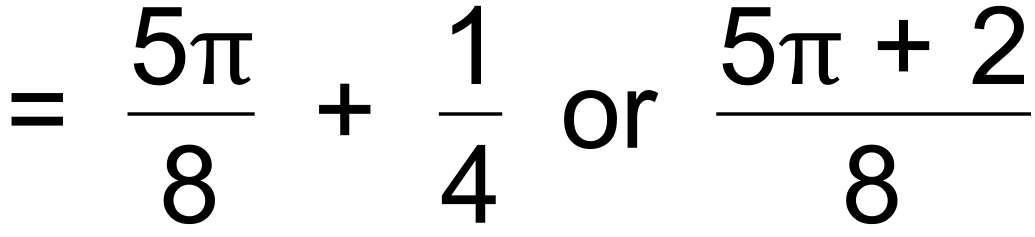 = 5π/8 + 1/4 or (5π + 2)/8